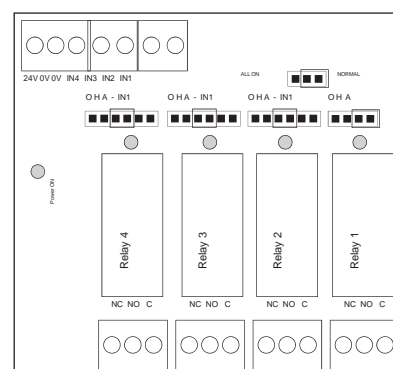 24V 0V 0V IN4 IN3 IN2 IN1
ALL ON NORMAL
O H A - IN1 O H A - IN1 O H A - IN1 O H A
Power ON
Relay 4
Relay 3
Relay 2
Relay 1
NC NO C NC NO C NC NO C NC NO C